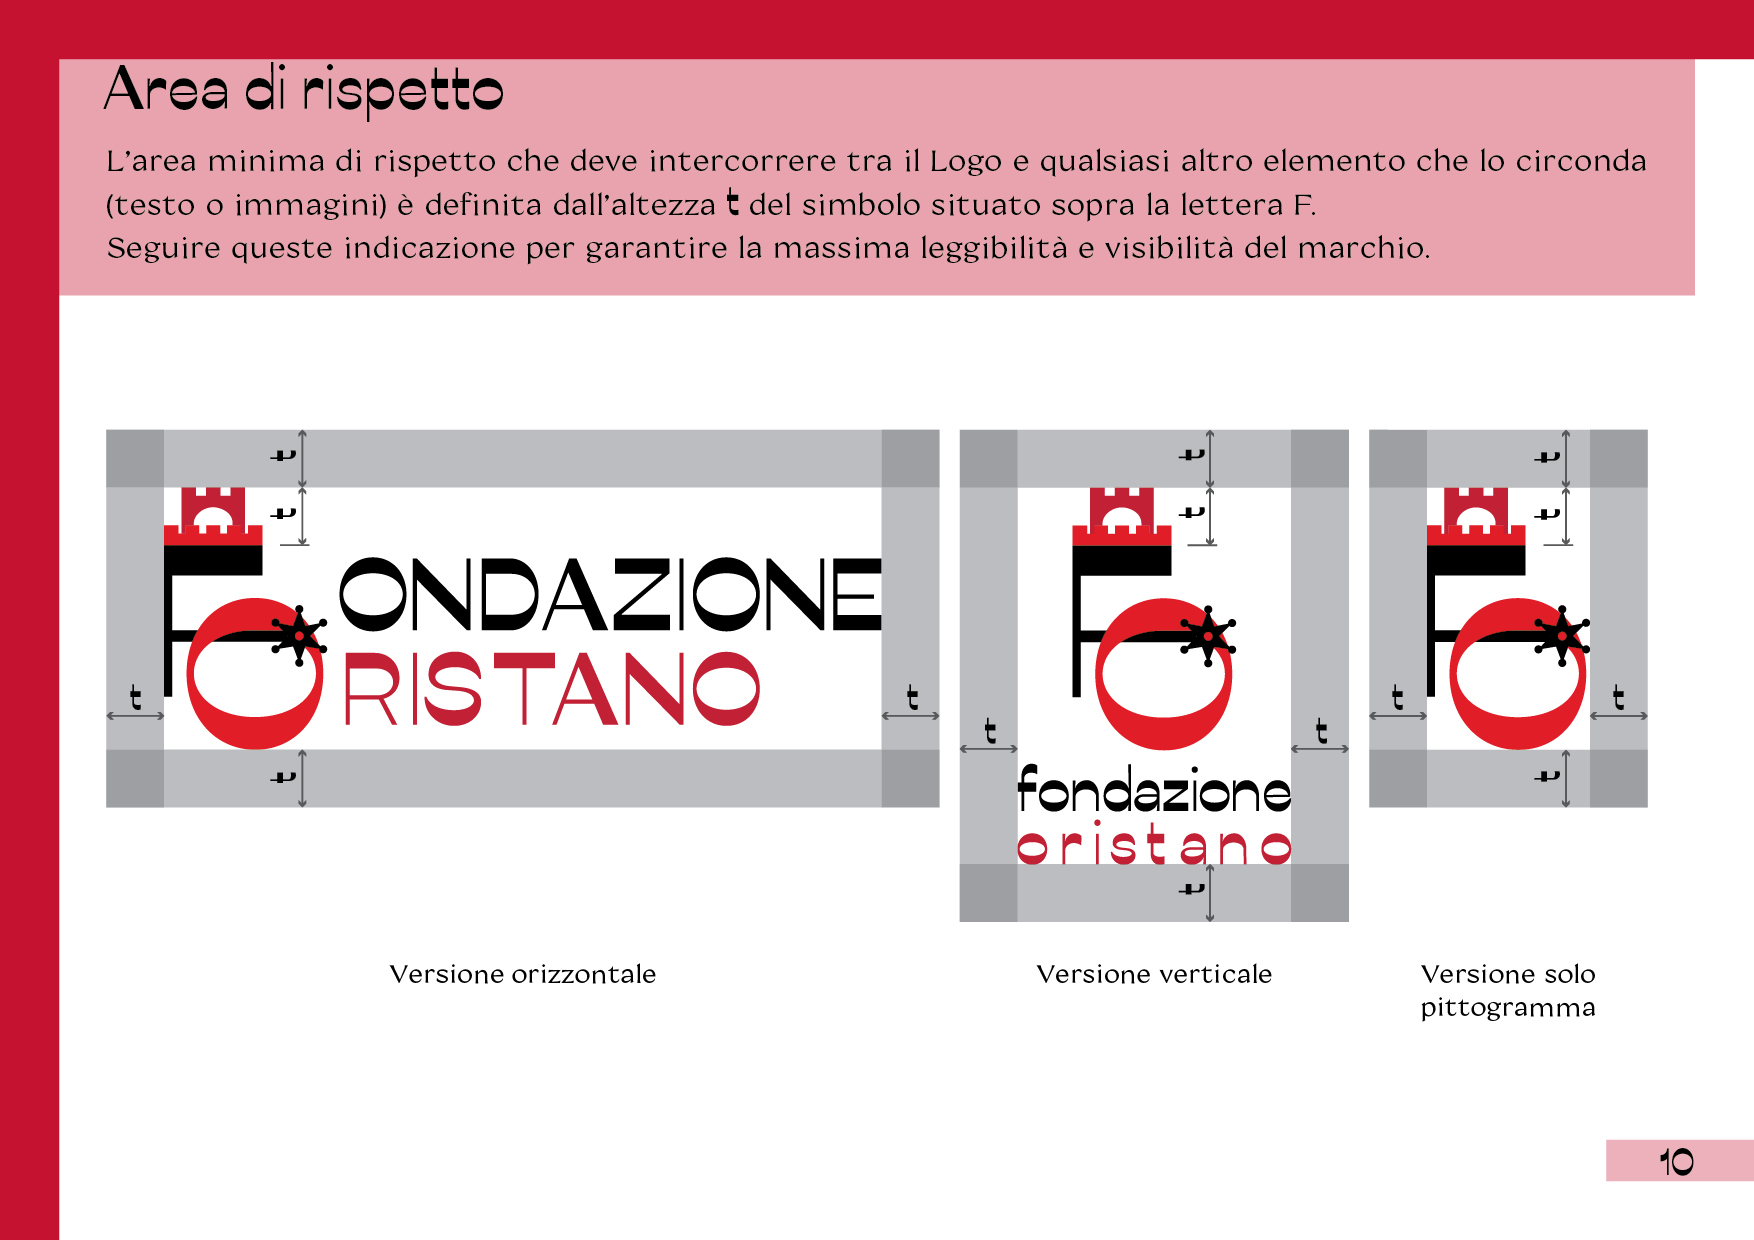 Area di rispetto
L'area minima di rispetto che deve intercorrere tra il Logo e qualsiasi altro elemento che lo circonda
(testo o immagini) è definita dall'altezza t del simbolo situato sopra la lettera F.
Seguire queste indicazione per garantire la massima leggibilità e visibilità del marchio.
t
t
FONDAZIONE
ORISTANO
t
t
t
Versione orizzontale
t
t
FO
t
t
fondazione
oristano
t
Versione verticale
t
t
FO
t
t
t
Versione solo
pittogramma
10